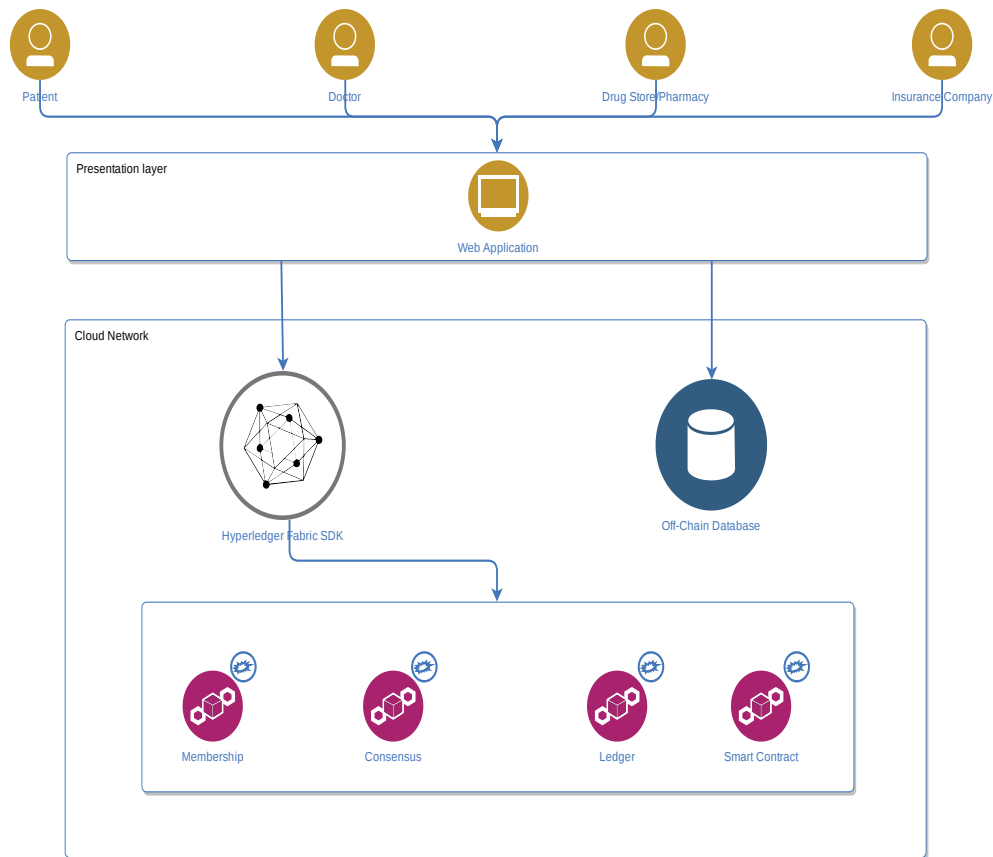 Patient
Doctor
Drug Store/Pharmacy
Insurance Company
Presentation layer
Web Application
Cloud Network
Hyperledger Fabric SDK
Off-Chain Database
Membership
Consensus
Ledger
Smart Contract